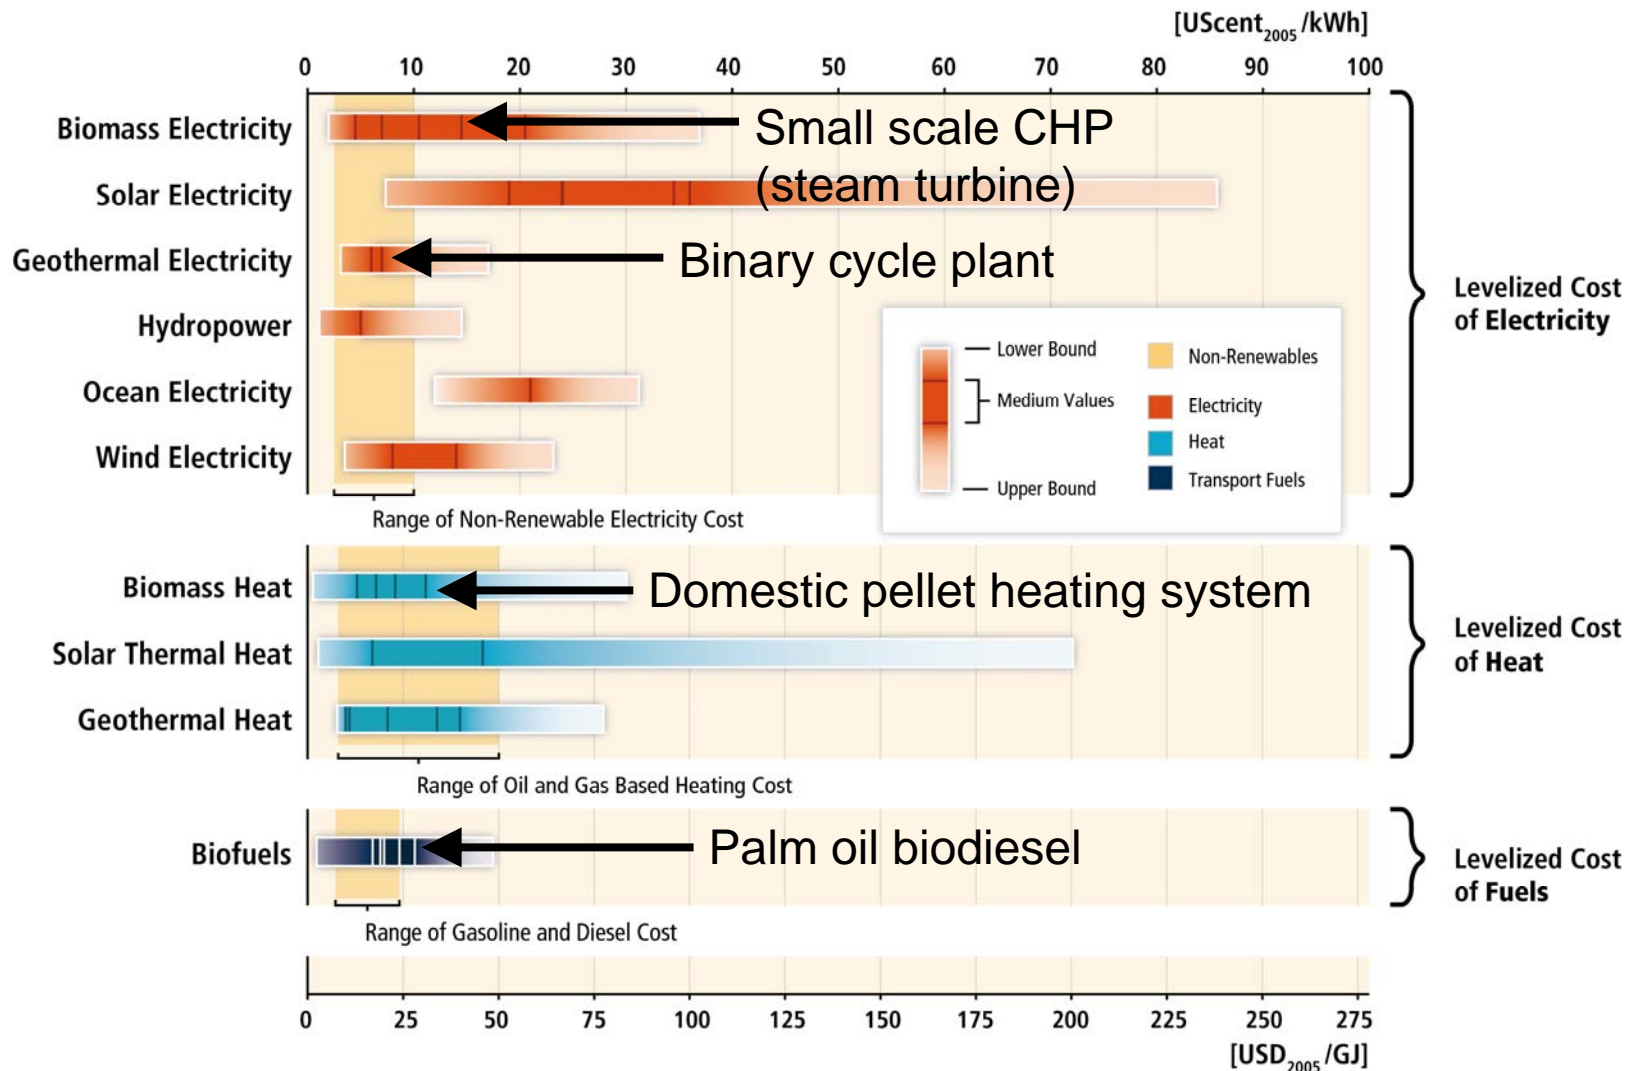 [UScent2005/kWh]
0 10 20 30 40 50 60 70 80 90 100
Biomass Electricity
Small scale CHP
(steam turbine)
Solar Electricity
Geothermal Electricity
Binary cycle plant
Hydropower
Ocean Electricity
Wind Electricity
Levelized Cost
of Electricity
Lower Bound
Medium Values
Upper Bound
Non-Renewables
Electricity
Heat
Transport Fuels
Range of Non-Renewable Electricity Cost
Biomass Heat
Domestic pellet heating system
Solar Thermal Heat
Geothermal Heat
Levelized Cost
of Heat
Range of Oil and Gas Based Heating Cost
Biofuels
Palm oil biodiesel
Levelized Cost
of Fuels
Range of Gasoline and Diesel Cost
0 25 50 75 100 125 150 175 200 225 250 275
[USD2005/GJ]